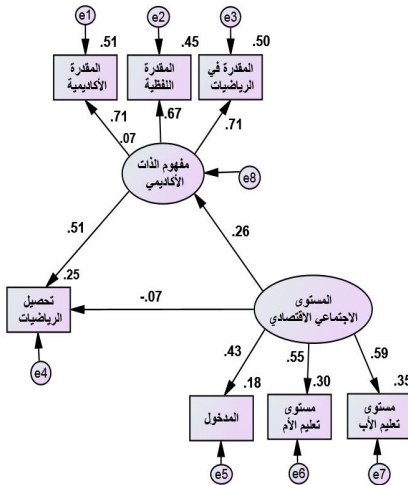 e1
e2
e3
.51
.45
.50
المقدرة
الأكاديمية
المقدرة
اللفظية
المقدرة في
الرياضيات
.71
.67
.71
.07
مفهوم الذات
الأكاديمي
e8
.51
.26
.25
تحصيل
الرياضيات
-.07
المستوى
الاجتماعي الاقتصادي
e4
.43
.55
.59
.18
.30
.35
المدخول
مستوى
تعليم الأم
مستوى
تعليم الأب
e5
e6
e7